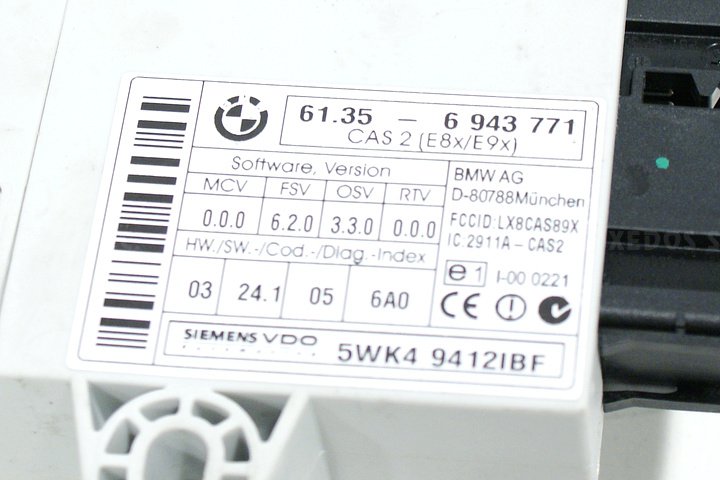 61.35 - 6 943 771
CAS 2 (E8x/E9x)
Software, Version
MCV FSV OSV RTV
0.0.0 6.2.0 3.3.0 0.0.0
HW./SW.-/Cod.-/Diag.-Index
03 24.1 05 6A0
BMW AG
D-80788München
FCCID:LX8CAS89X
IC:2911A-CAS2
e1 I-00 0221
CE
SIEMENS VDO 5WK4 9412IBF